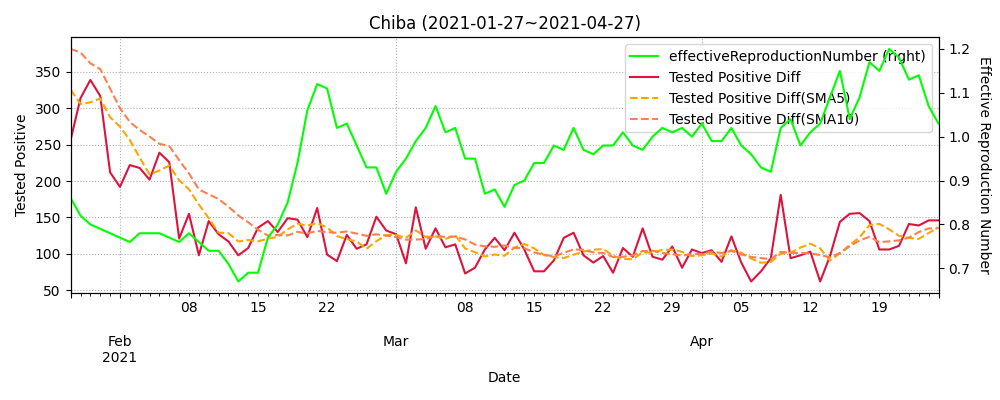 Chiba (2021-01-27~2021-04-27)
effectiveReproductionNumber (right)
Tested Positive Diff
Tested Positive Diff(SMA5)
Tested Positive Diff(SMA10)
Tested Positive
350
300
250
200
150
100
50
1.2
1.1
1.0
0.9
0.8
0.7
Effective Reproduction Number
08 15 22 08 15 22 29 05 12 19
Feb Mar Apr
2021
Date